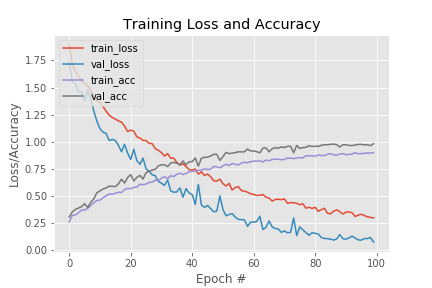 Training Loss and Accuracy
train_loss
val_loss
train_acc
val_acc
1.75
1.50
1.25
1.00
0.75
0.50
0.25
0.00
Loss/Accuracy
0 20 40 60 80 100
Epoch #